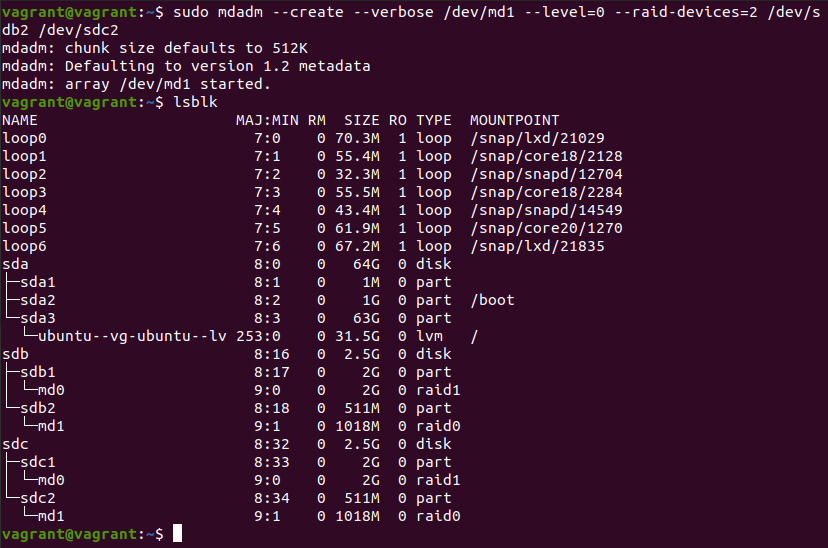 vagrant@vagrant:~$ sudo mdadm --create --verbose /dev/md1 --level=0 --raid-devices=2 /dev/s
db2 /dev/sdc2
mdadm: chunk size defaults to 512K
mdadm: Defaulting to version 1.2 metadata
mdadm: array /dev/md1 started.
vagrant@vagrant:~$ lsblk
NAME                      MAJ:MIN RM  SIZE RO TYPE  MOUNTPOINT
loop0                       7:0    0 70.3M  1 loop  /snap/lxd/21029
loop1                       7:1    0 55.4M  1 loop  /snap/core18/2128
loop2                       7:2    0 32.3M  1 loop  /snap/snapd/12704
loop3                       7:3    0 55.5M  1 loop  /snap/core18/2284
loop4                       7:4    0 43.4M  1 loop  /snap/snapd/14549
loop5                       7:5    0 61.9M  1 loop  /snap/core20/1270
loop6                       7:6    0 67.2M  1 loop  /snap/lxd/21835
sda                         8:0    0   64G  0 disk
├─sda1                      8:1    0    1M  0 part
├─sda2                      8:2    0    1G  0 part  /boot
└─sda3                      8:3    0   63G  0 part
  └─ubuntu--vg-ubuntu--lv 253:0    0 31.5G  0 lvm   /
sdb                         8:16   0  2.5G  0 disk
├─sdb1                      8:17   0    2G  0 part
│ └─md0                     9:0    0    2G  0 raid1
└─sdb2                      8:18   0  511M  0 part
  └─md1                     9:1    0 1018M  0 raid0
sdc                         8:32   0  2.5G  0 disk
├─sdc1                      8:33   0    2G  0 part
│ └─md0                     9:0    0    2G  0 raid1
└─sdc2                      8:34   0  511M  0 part
  └─md1                     9:1    0 1018M  0 raid0
vagrant@vagrant:~$